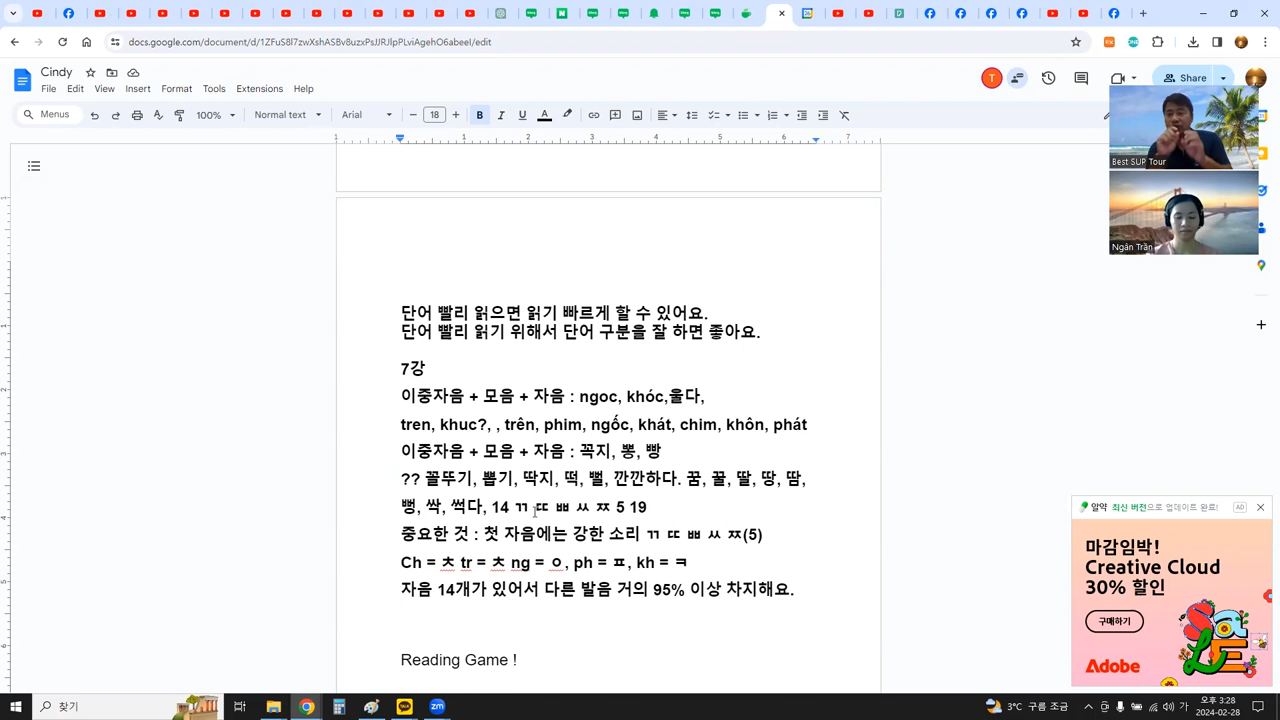 docs.google.com/document/d/1ZFuS8l7zwXshASBv8uzxPsJJRJlpPLviAgehO6abeeI/edit
Cindy
File Edit View Insert Format Tools Extensions Help
Share
Menus
100%
Normal text
Arial
18
단어 빨리 읽으면 읽기 빠르게 할 수 있어요.
단어 빨리 읽기 위해서 단어 구분을 잘 하면 좋아요.
7강
이중자음 + 모음 + 자음 : ngoc, khóc,울다,
tren, khuc?, , trên, phim, ngốc, khát, chim, khôn, phát
이중자음 + 모음 + 자음 : 꼭지, 뽕, 빵
?? 꼴뚜기, 뽑기, 딱지, 떡, 뻘, 깐깐하다. 꿈, 꿀, 딸, 땅, 땀,
뻥, 싹, 썩다, 14 ㄲ ㄸ ㅃ ㅆ ㅉ 5 19
중요한 것 : 첫 자음에는 강한 소리 ㄲ ㄸ ㅃ ㅆ ㅉ(5)
Ch = ㅊ tr = ㅊ ng = ㅇ, ph = ㅍ, kh = ㅋ
자음 14개가 있어서 다른 발음 거의 95% 이상 차지해요.
Reading Game !
Best SUP Tour
Ngân Trần
알약 최신 버전으로 업데이트 완료!
AD
마감임박!
Creative Cloud
30% 할인
구매하기
Adobe
SaLE
찾기
3°C 구름 조금
가
오후 3:28
2024-02-28